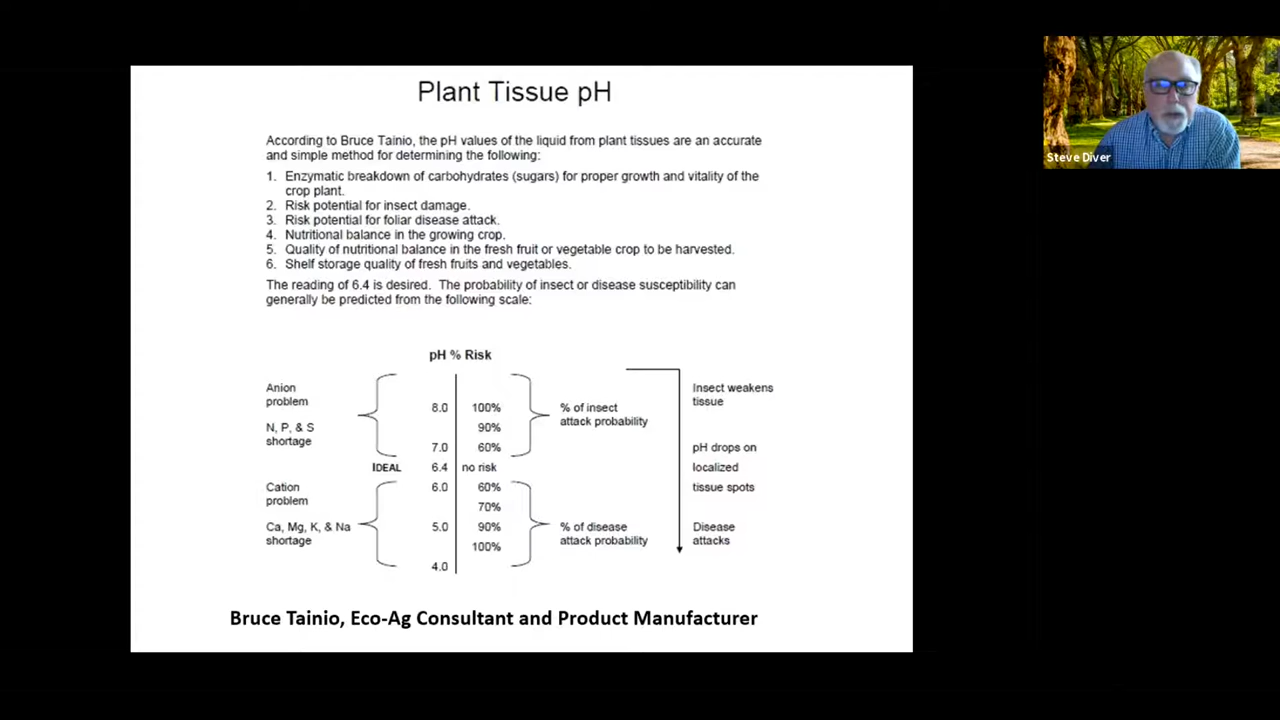 Plant Tissue pH
According to Bruce Tainio, the pH values of the liquid from plant tissues are an accurate
and simple method for determining the following:
1. Enzymatic breakdown of carbohydrates (sugars) for proper growth and vitality of the
crop plant.
2. Risk potential for insect damage.
3. Risk potential for foliar disease attack.
4. Nutritional balance in the growing crop.
5. Quality of nutritional balance in the fresh fruit or vegetable crop to be harvested.
6. Shelf storage quality of fresh fruits and vegetables.
The reading of 6.4 is desired. The probability of insect or disease susceptibility can
generally be predicted from the following scale:
pH % Risk
Anion
problem
N, P, & S
shortage
IDEAL
Cation
problem
Ca, Mg, K, & Na
shortage
8.0 100%
90%
7.0 60%
6.4 no risk
6.0 60%
70%
5.0 90%
100%
4.0
% of insect
attack probability
% of disease
attack probability
Insect weakens
tissue
pH drops on
localized
tissue spots
Disease
attacks
Bruce Tainio, Eco-Ag Consultant and Product Manufacturer
Steve Diver